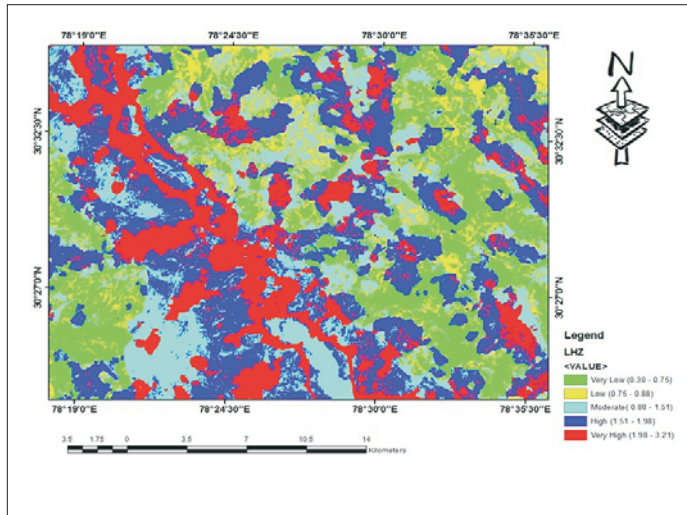 78°19'0"E 78°24'30"E 78°30'0"E 78°35'30"E
N
30°32'30"N
30°32'30"N
30°27'0"N
30°27'0"N
Legend
LHZ
<VALUE>
Very Low (0.30 - 0.75)
Low (0.75 - 0.88)
Moderate( 0.88 - 1.51)
High (1.51 - 1.98)
Very High (1.98 - 3.21)
78°19'0"E 78°24'30"E 78°30'0"E 78°35'30"E
3.5 1.75 0 3.5 7 10.5 14
Kilometers